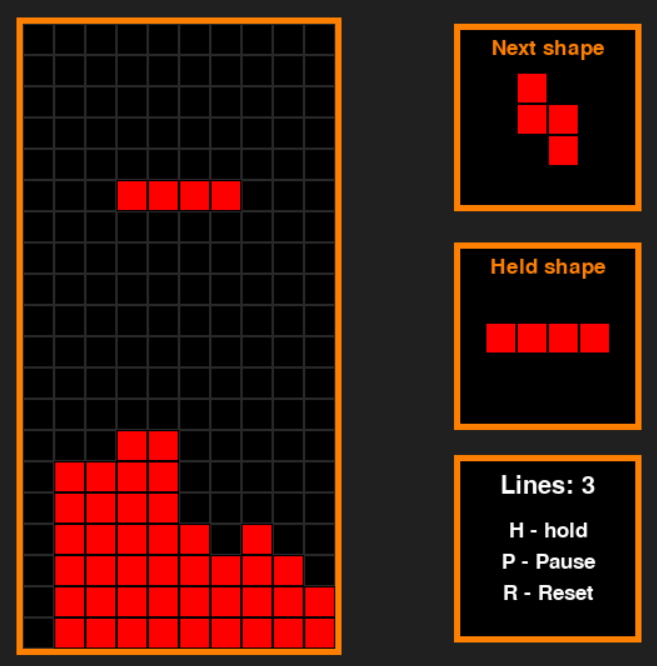 Next shape
Held shape
Lines: 3
H - hold
P - Pause
R - Reset